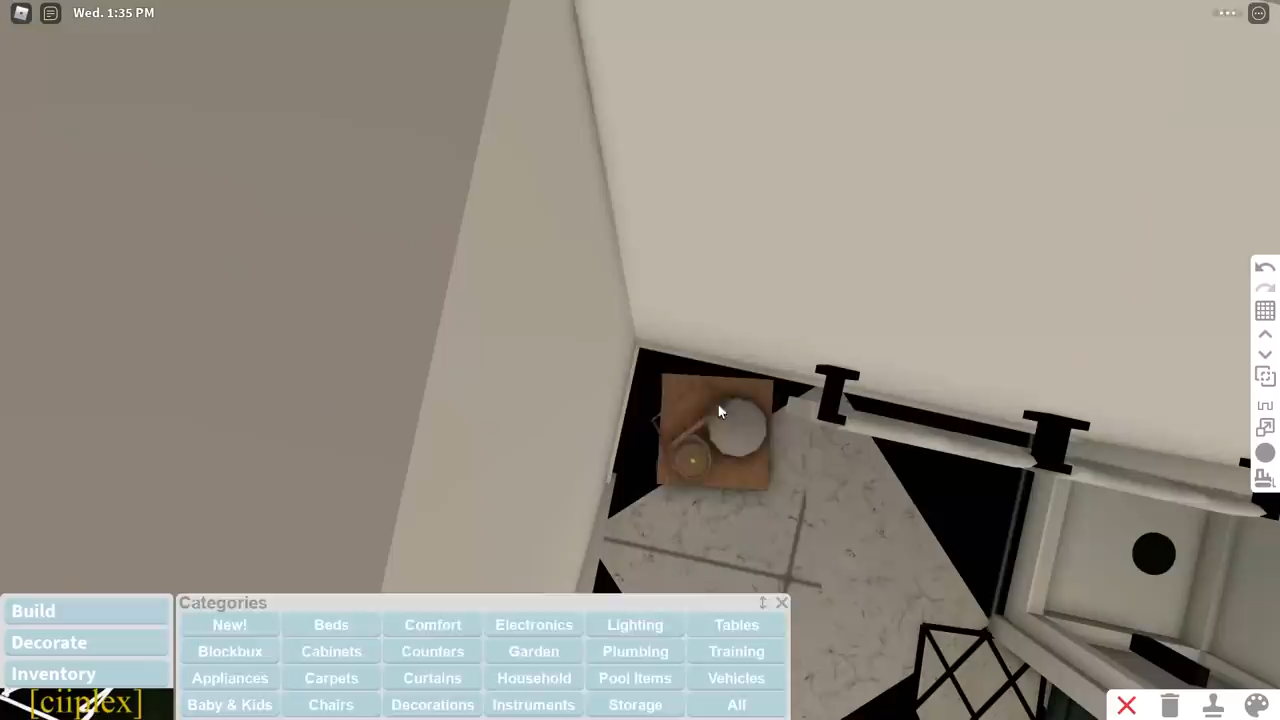 Wed. 1:35 PM
Build
Decorate
Inventory
[ciiplex]
Categories
New! Beds Comfort Electronics Lighting Tables
Blockbux Cabinets Counters Garden Plumbing Training
Appliances Carpets Curtains Household Pool Items Vehicles
Baby & Kids Chairs Decorations Instruments Storage All